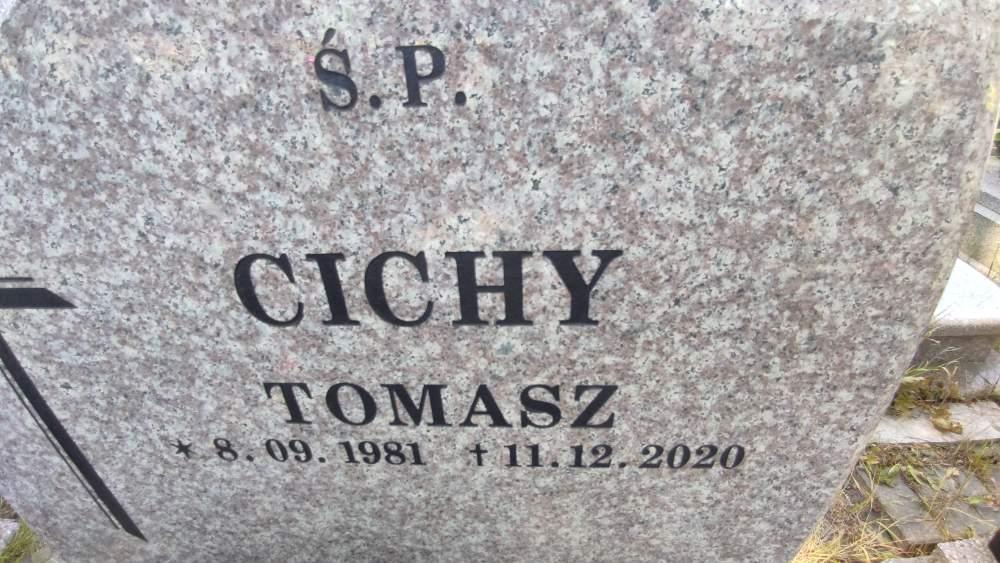 Ś.P.
CICHY
TOMASZ
* 8.09.1981 †11.12.2020